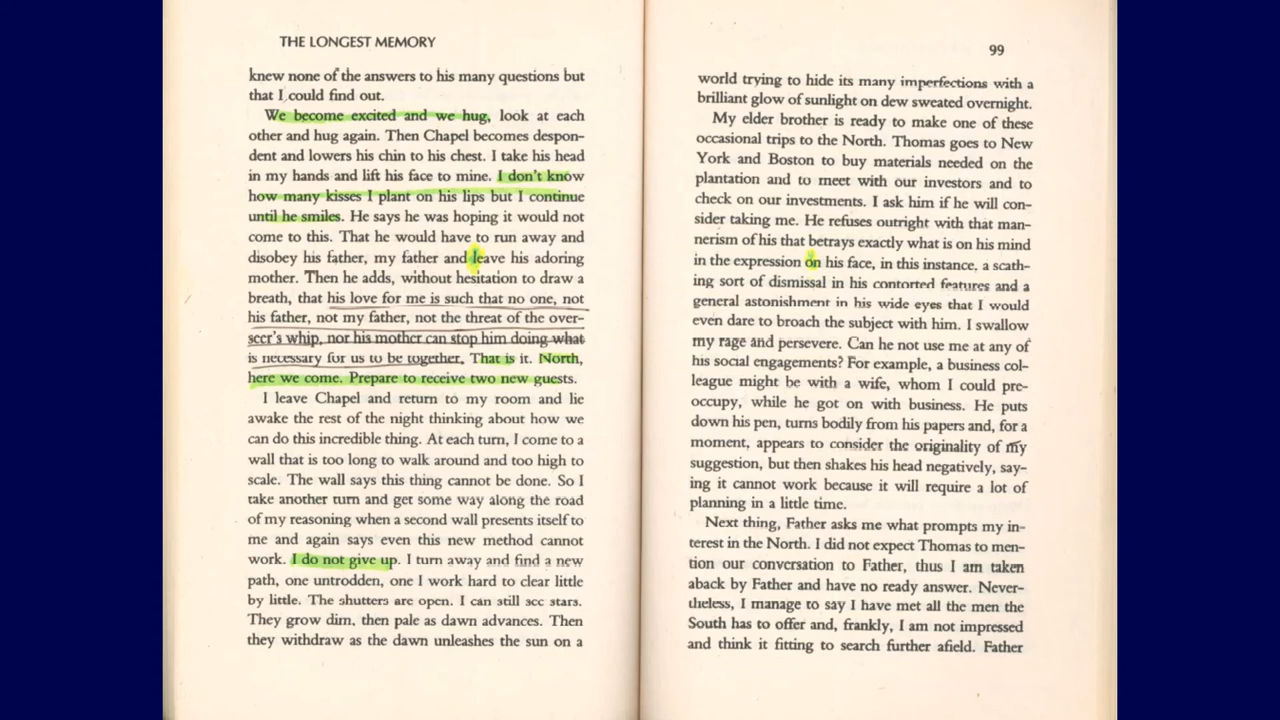 THE LONGEST MEMORY
knew none of the answers to his many questions but
that I could find out.
We become excited and we hug, look at each
other and hug again. Then Chapel becomes despon-
dent and lowers his chin to his chest. I take his head
in my hands and lift his face to mine. I don't know
how many kisses I plant on his lips but I continue
until he smiles. He says he was hoping it would not
come to this. That he would have to run away and
disobey his father, my father and leave his adoring
mother. Then he adds, without hesitation to draw a
breath, that his love for me is such that no one, not
his father, not my father, not the threat of the over-
seer's whip, nor his mother can stop him doing what
is necessary for us to be together. That is it. North,
here we come. Prepare to receive two new guests.
I leave Chapel and return to my room and lie
awake the rest of the night thinking about how we
can do this incredible thing. At each turn, I come to a
wall that is too long to walk around and too high to
scale. The wall says this thing cannot be done. So I
take another turn and get some way along the road
of my reasoning when a second wall presents itself to
me and again says even this new method cannot
work. I do not give up. I turn away and find a new
path, one untrodden, one I work hard to clear little
by little. The shutters are open. I can still see stars.
They grow dim, then pale as dawn advances. Then
they withdraw as the dawn unleashes the sun on a
99
world trying to hide its many imperfections with a
brilliant glow of sunlight on dew sweated overnight.
My elder brother is ready to make one of these
occasional trips to the North. Thomas goes to New
York and Boston to buy materials needed on the
plantation and to meet with our investors and to
check on our investments. I ask him if he will con-
sider taking me. He refuses outright with that man-
nerism of his that betrays exactly what is on his mind
in the expression on his face, in this instance, a scath-
ing sort of dismissal in his contorted features and a
general astonishment in his wide eyes that I would
even dare to broach the subject with him. I swallow
my rage and persevere. Can he not use me at any of
his social engagements? For example, a business col-
league might be with a wife, whom I could pre-
occupy, while he got on with business. He puts
down his pen, turns bodily from his papers and, for a
moment, appears to consider the originality of my
suggestion, but then shakes his head negatively, say-
ing it cannot work because it will require a lot of
planning in a little time.
Next thing, Father asks me what prompts my in-
terest in the North. I did not expect Thomas to men-
tion our conversation to Father, thus I am taken
aback by Father and have no ready answer. Never-
theless, I manage to say I have met all the men the
South has to offer and, frankly, I am not impressed
and think it fitting to search further afield. Father